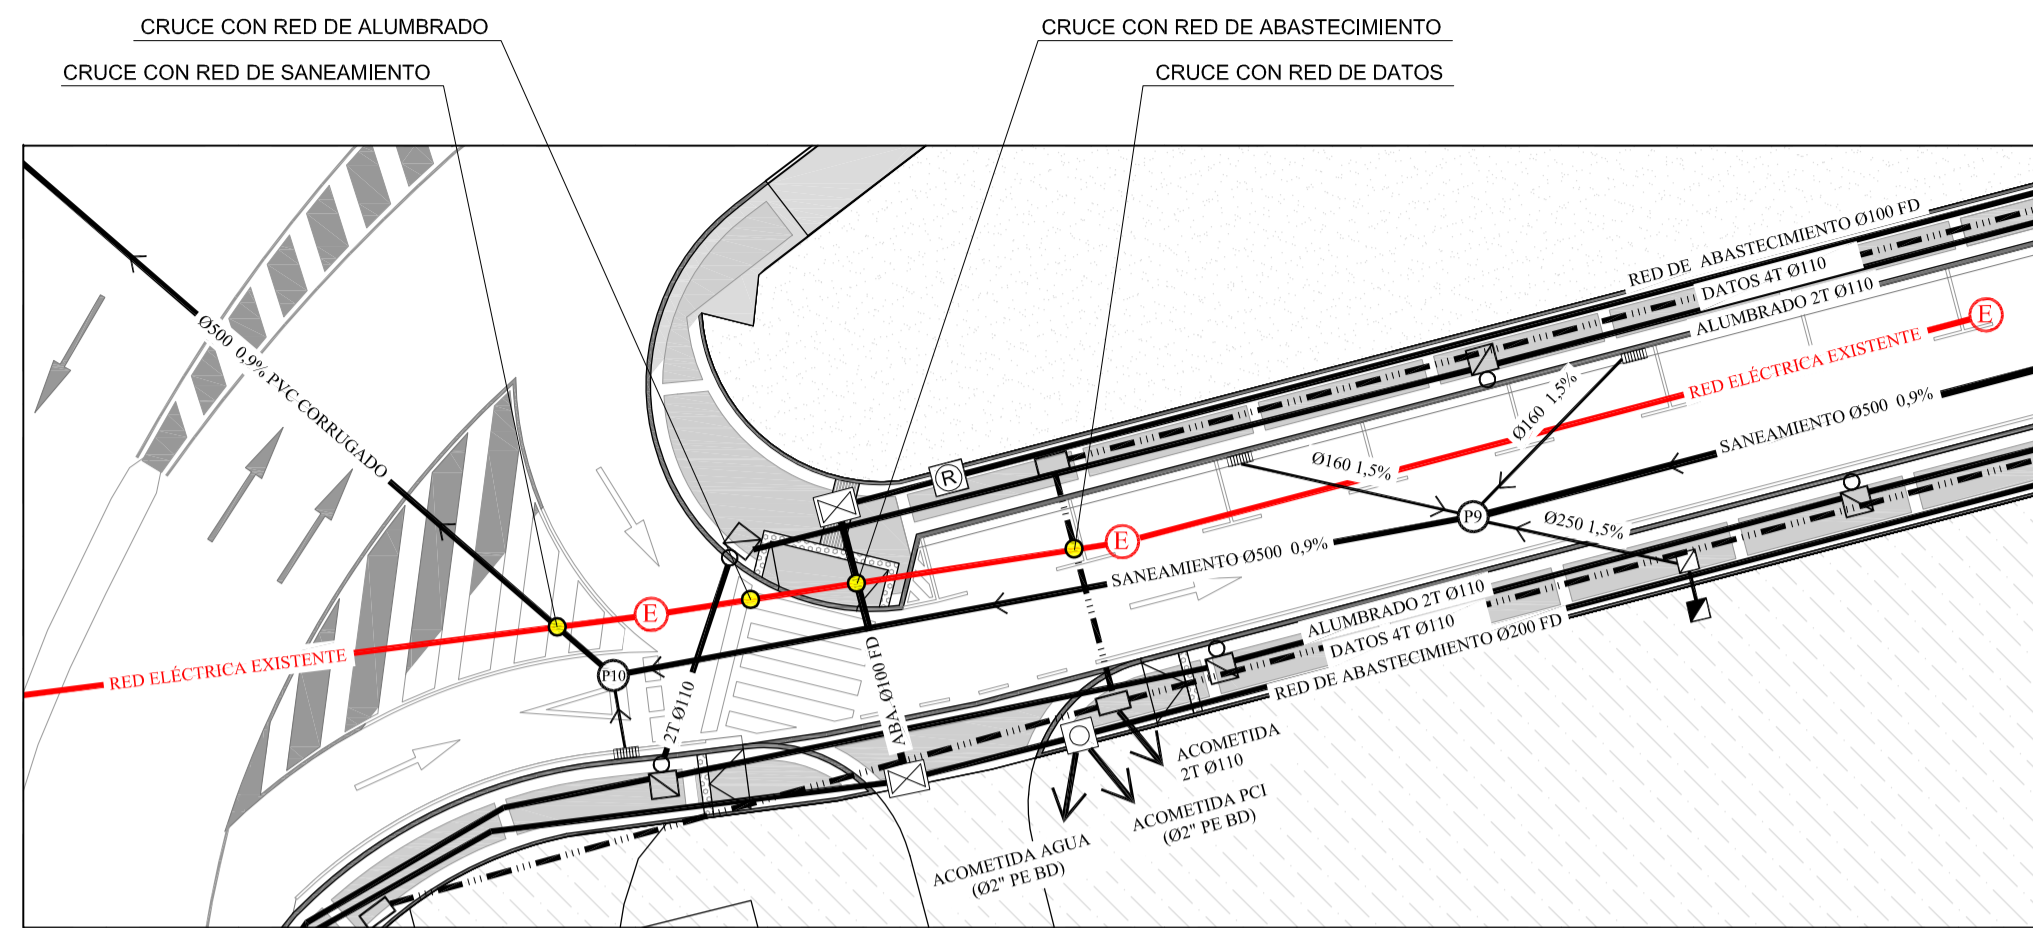 CRUCE CON RED DE ALUMBRADO
CRUCE CON RED DE ABASTECIMIENTO
CRUCE CON RED DE SANEAMIENTO
CRUCE CON RED DE DATOS
RED DE ABASTECIMIENTO Ø100 FD
DATOS 4T Ø110
ALUMBRADO 2T Ø110
E
RED ELÉCTRICA EXISTENTE
Ø500 0,9% PVC CORRUGADO
Ø160 1,5%
SANEAMIENTO Ø500 0,9%
Ø160 1,5%
R
P9
Ø250 1,5%
E
SANEAMIENTO Ø500 0,9%
E
ALUMBRADO 2T Ø110
DATOS 4T Ø110
RED DE ABASTECIMIENTO Ø200 FD
RED ELÉCTRICA EXISTENTE
P10
2T Ø110
ABA. Ø100 FD
ACOMETIDA
2T Ø110
ACOMETIDA PCI
(Ø2" PE BD)
ACOMETIDA AGUA
(Ø2" PE BD)